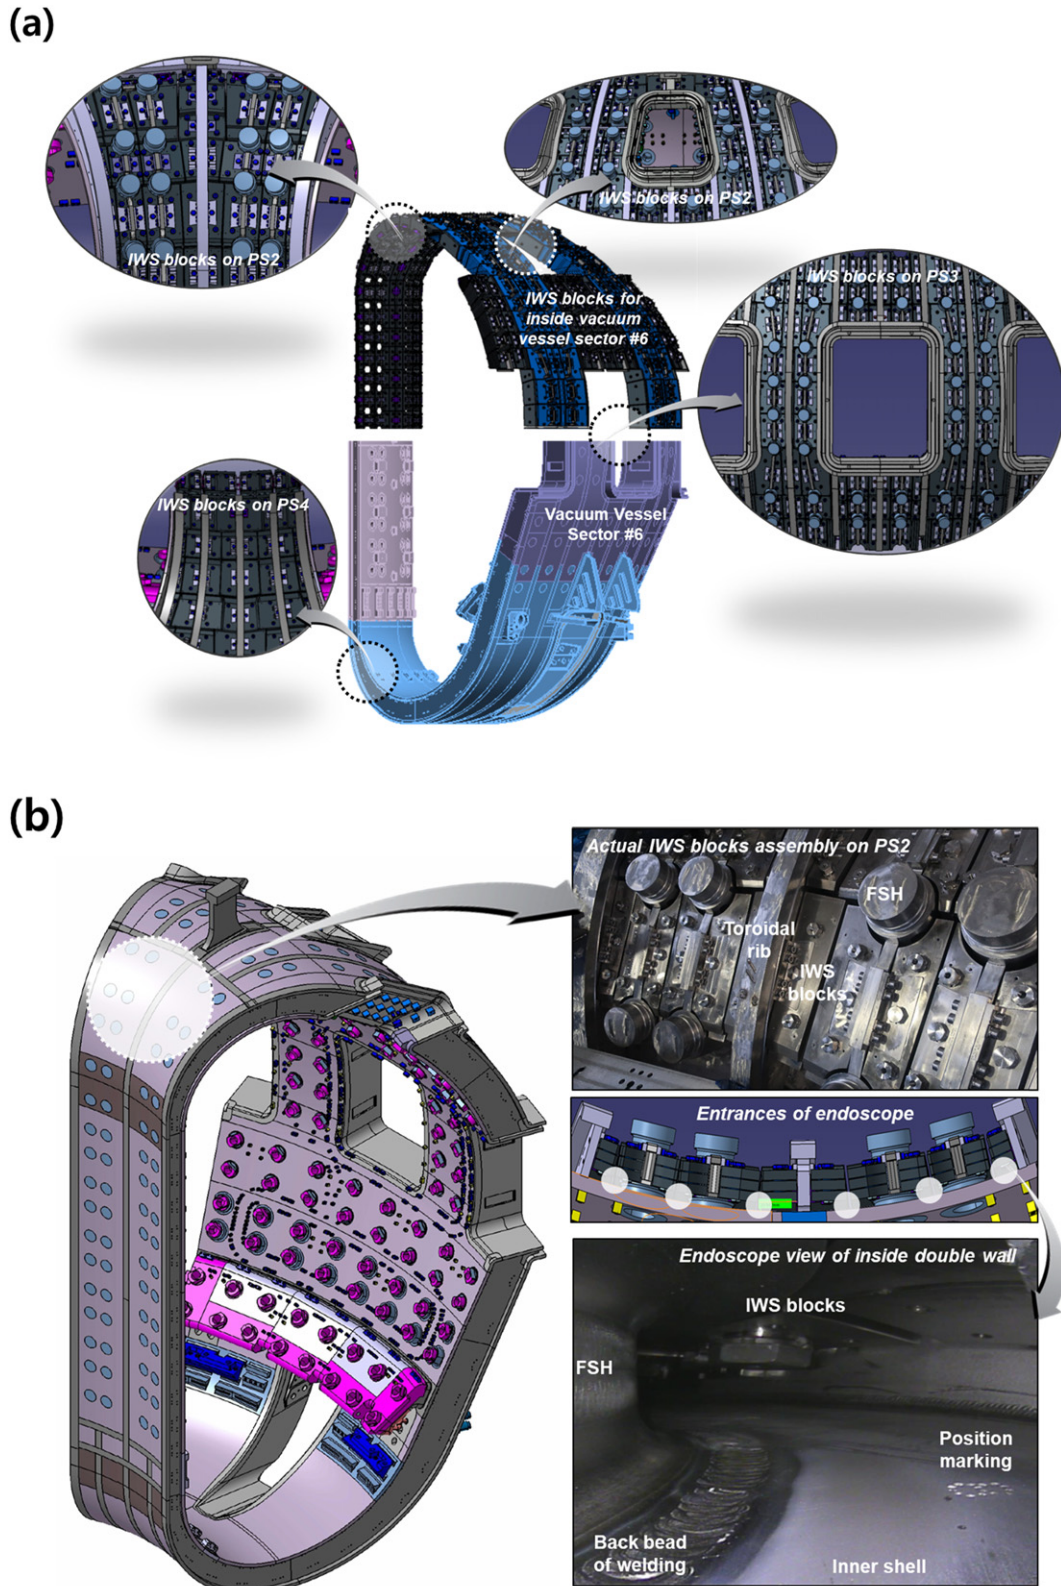 (a)
IWS blocks on PS2
IWS blocks on PS2
IWS blocks on PS3
IWS blocks for
inside vacuum
vessel sector #6
IWS blocks on PS4
Vacuum Vessel
Sector #6
(b)
Actual IWS blocks assembly on PS2
FSH
Toroidal
rib
IWS
blocks
Entrances of endoscope
Endoscope view of inside double wall
IWS blocks
FSH
Position
marking
Back bead
of welding
Inner shell